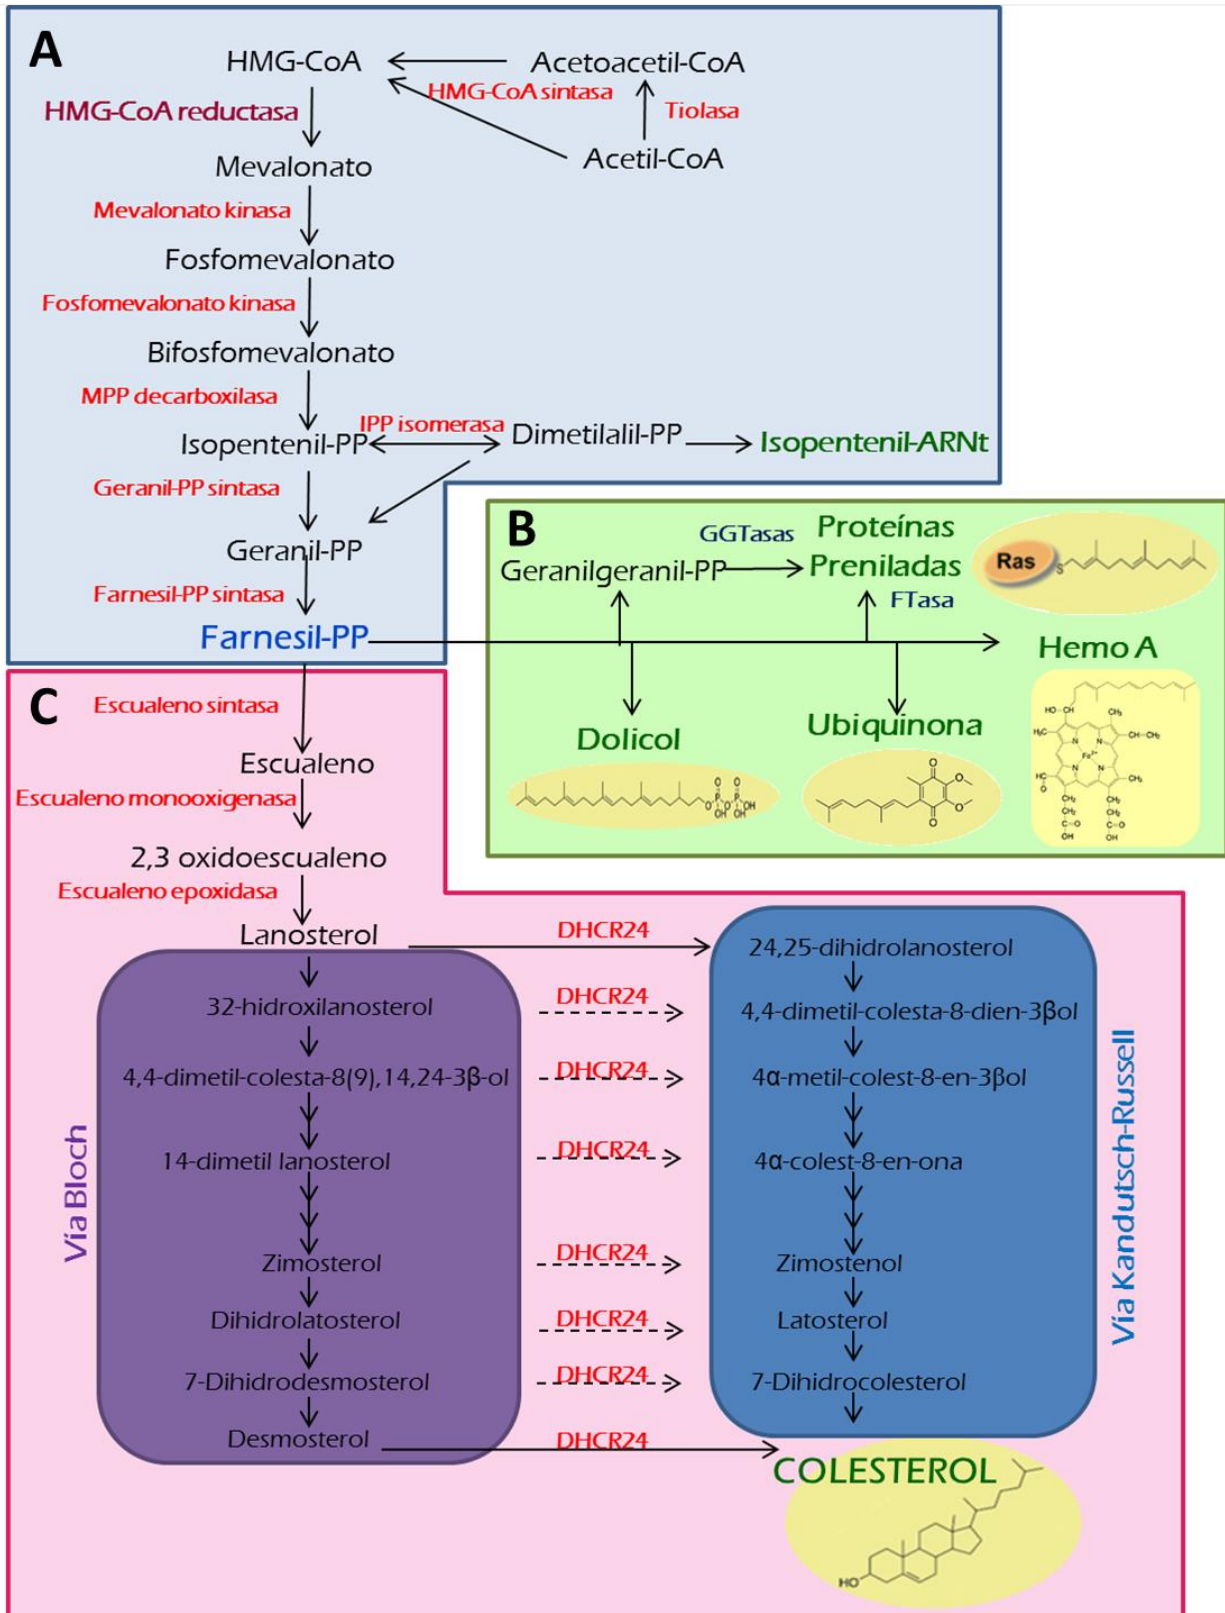 A
HMG-CoA
Acetoacetil-CoA
HMG-CoA sintasa
Tiolasa
HMG-CoA reductasa
Acetil-CoA
Mevalonato
Mevalonato kinasa
Fosfomevalonato
Fosfomevalonato kinasa
Bifosfomevalonato
MPP decarboxilasa
IPP isomerasa
Isopentenil-PP
Dimetilalil-PP
Isopentenil-ARNt
Geranil-PP sintasa
Geranil-PP
Farnesil-PP sintasa
Farnesil-PP
B
GGTasas
Proteínas
Geranilgeranil-PP
Preniladas
FTasa
Ras
S
Hemo A
Dolicol
Ubiquinona
C
Escualeno sintasa
Escualeno
Escualeno monooxigenasa
2,3 oxidoescualeno
Escualeno epoxidasa
Lanosterol
DHCR24
24,25-dihidrolanosterol
32-hidroxilanosterol
DHCR24
4,4-dimetil-colesta-8-dien-3βol
4,4-dimetil-colesta-8(9),14,24-3β-ol
DHCR24
4α-metil-colest-8-en-3βol
14-dimetil lanosterol
DHCR24
4α-colest-8-en-ona
Zimosterol
DHCR24
Zimostenol
Dihidrolatosterol
DHCR24
Latosterol
7-Dihidrodesmosterol
DHCR24
7-Dihidrocolesterol
Desmosterol
DHCR24
COLESTEROL
HO
Vía Bloch
Vía Kandutsch-Russell